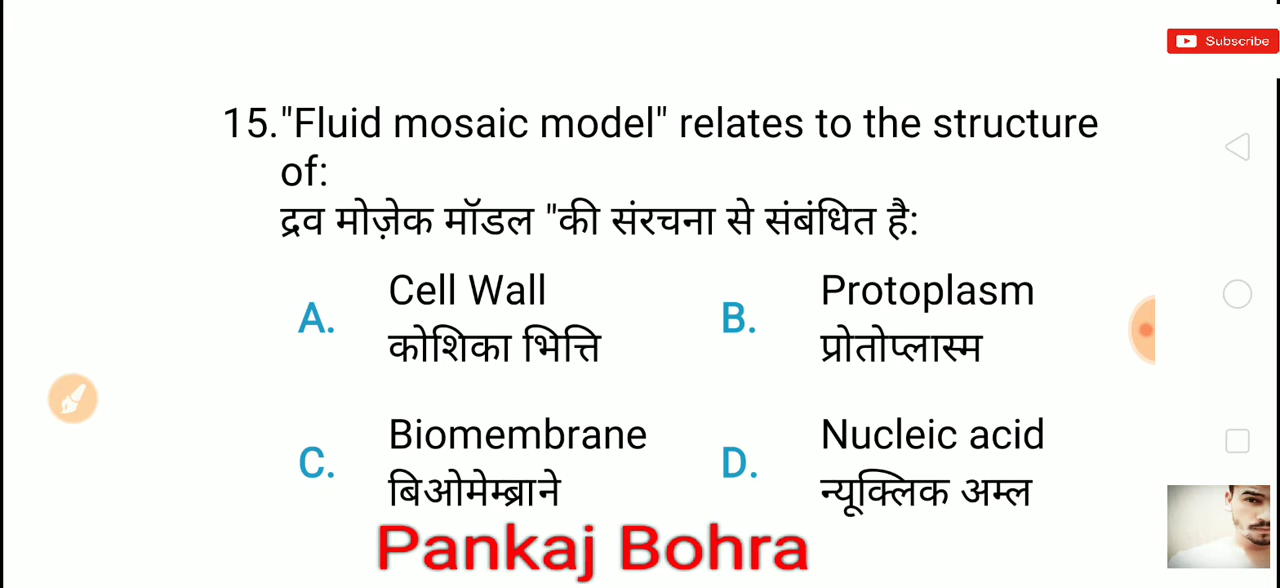 Subscribe
15."Fluid mosaic model" relates to the structure
of:
द्रव मोज़ेक मॉडल "की संरचना से संबंधित है:
A. Cell Wall
कोशिका भित्ति
B. Protoplasm
प्रोतोप्लास्म
C. Biomembrane
बिओमेम्ब्राने
D. Nucleic acid
न्यूक्लिक अम्ल
Pankaj Bohra